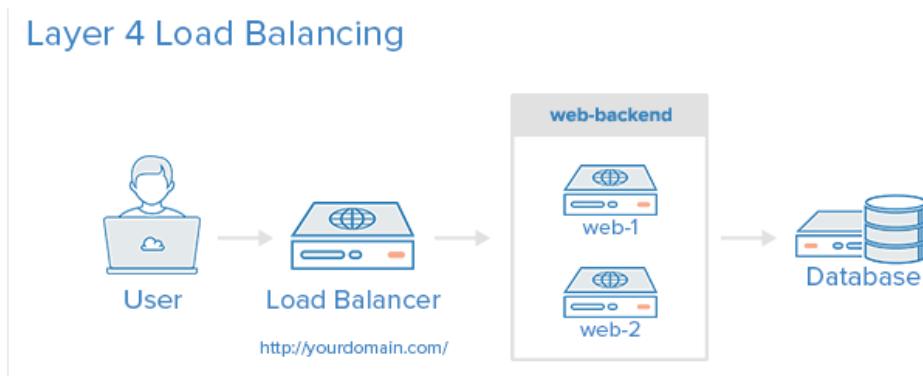 Layer 4 Load Balancing
web-backend
web-1
web-2
User
Load Balancer
Database
http://yourdomain.com/